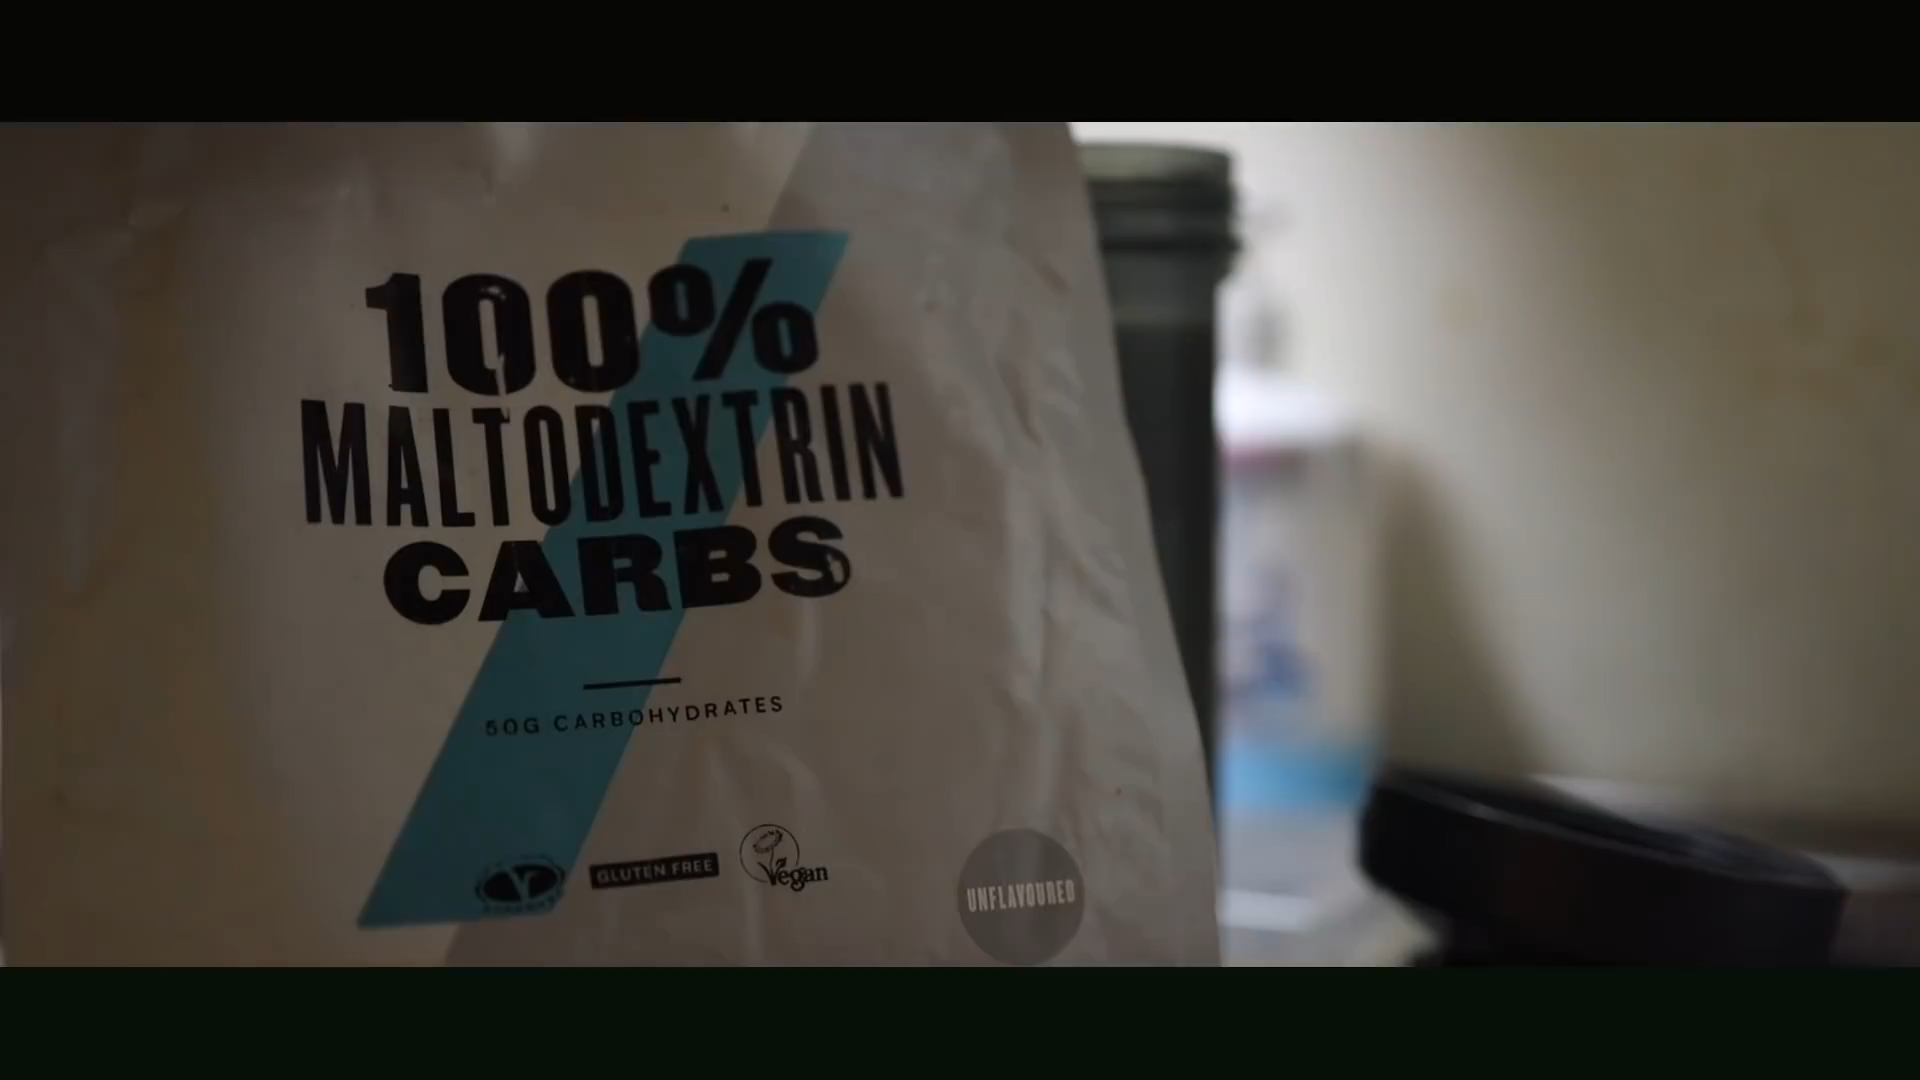 100%
MALTODEXTRIN
CARBS
50G CARBOHYDRATES
GLUTEN FREE
Vegan
UNFLAVOURED